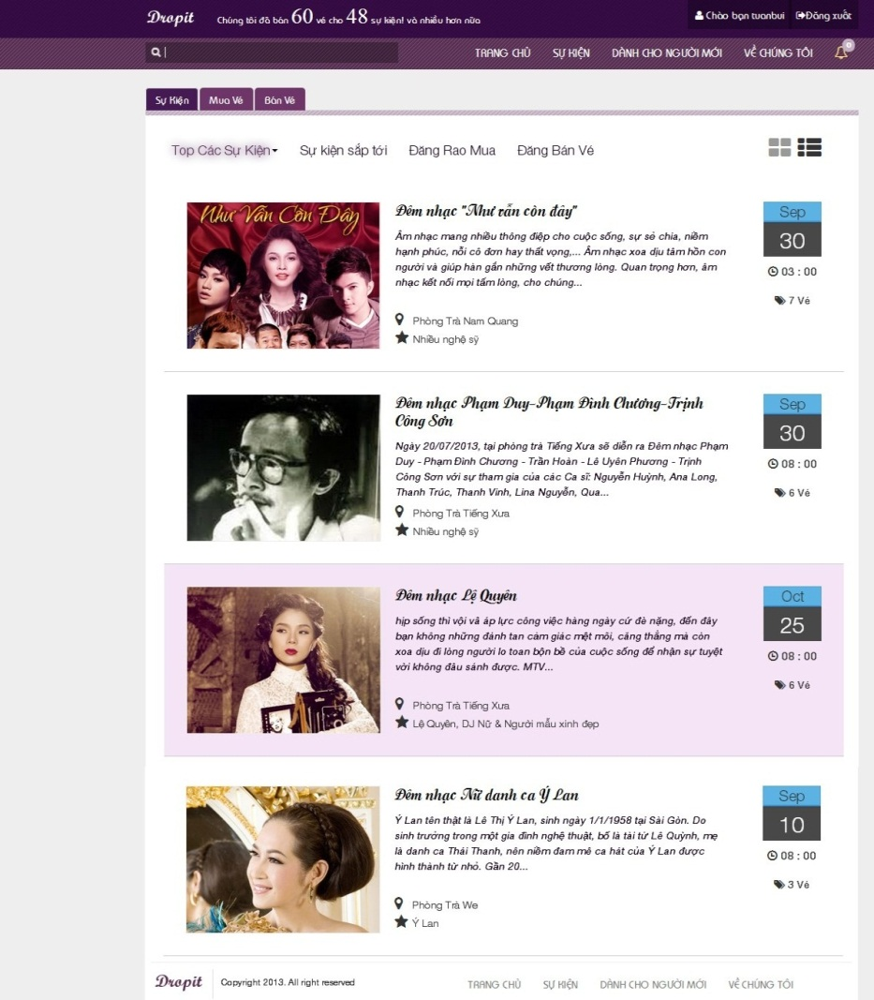 Dropit Chúng tôi đã bán 60 vé cho 48 sự kiện! và nhiều hơn nữa Chào bạn tuanbui Đăng xuất
TRANG CHỦ SỰ KIỆN DÀNH CHO NGƯỜI MỚI VỀ CHÚNG TÔI 0
Sự Kiện Mua Vé Bán Vé
Top Các Sự Kiện Sự kiện sắp tới Đăng Rao Mua Đăng Bán Vé
Như Vẫn Còn Đây
Đêm nhạc "Như vẫn còn đây"
Âm nhạc mang nhiều thông điệp cho cuộc sống, sự sẻ chia, niềm
hạnh phúc, nỗi cô đơn hay thất vọng,... Âm nhạc xoa dịu tâm hồn con
người và giúp hàn gắn những vết thương lòng. Quan trọng hơn, âm
nhạc kết nối mọi tấm lòng, cho chúng...
Phòng Trà Nam Quang
Nhiều nghệ sỹ
Sep
30
03 : 00
7 Vé
Đêm nhạc Phạm Duy-Phạm Đình Chương-Trịnh
Công Sơn
Ngày 20/07/2013, tại phòng trà Tiếng Xưa sẽ diễn ra Đêm nhạc Phạm
Duy - Phạm Đình Chương - Trần Hoàn - Lê Uyên Phương - Trịnh
Công Sơn với sự tham gia của các Ca sĩ: Nguyễn Huỳnh, Ana Long,
Thanh Trúc, Thanh Vinh, Lina Nguyễn, Qua...
Phòng Trà Tiếng Xưa
Nhiều nghệ sỹ
Sep
30
08 : 00
6 Vé
Đêm nhạc Lệ Quyên
hịp sống thì vội vã áp lực công việc hàng ngày cứ đè nặng, đến đây
bạn không những đánh tan cảm giác mệt mỏi, căng thẳng mà còn
xoa dịu đi lòng người lo toan bộn bề của cuộc sống để nhận sự tuyệt
vời không đâu sánh được. MTV...
Phòng Trà Tiếng Xưa
Lệ Quyên, DJ Nữ & Người mẫu xinh đẹp
Oct
25
08 : 00
6 Vé
Đêm nhạc Nữ danh ca Ý Lan
Ý Lan tên thật là Lê Thị Ý Lan, sinh ngày 1/1/1958 tại Sài Gòn. Do
sinh trưởng trong một gia đình nghệ thuật, bố là tài tử Lê Quỳnh, mẹ
là danh ca Thái Thanh, nên niềm đam mê ca hát của Ý Lan được
hình thành từ nhỏ. Gần 20...
Phòng Trà We
Ý Lan
Sep
10
08 : 00
3 Vé
Dropit Copyright 2013. All right reserved TRANG CHỦ SỰ KIỆN DÀNH CHO NGƯỜI MỚI VỀ CHÚNG TÔI